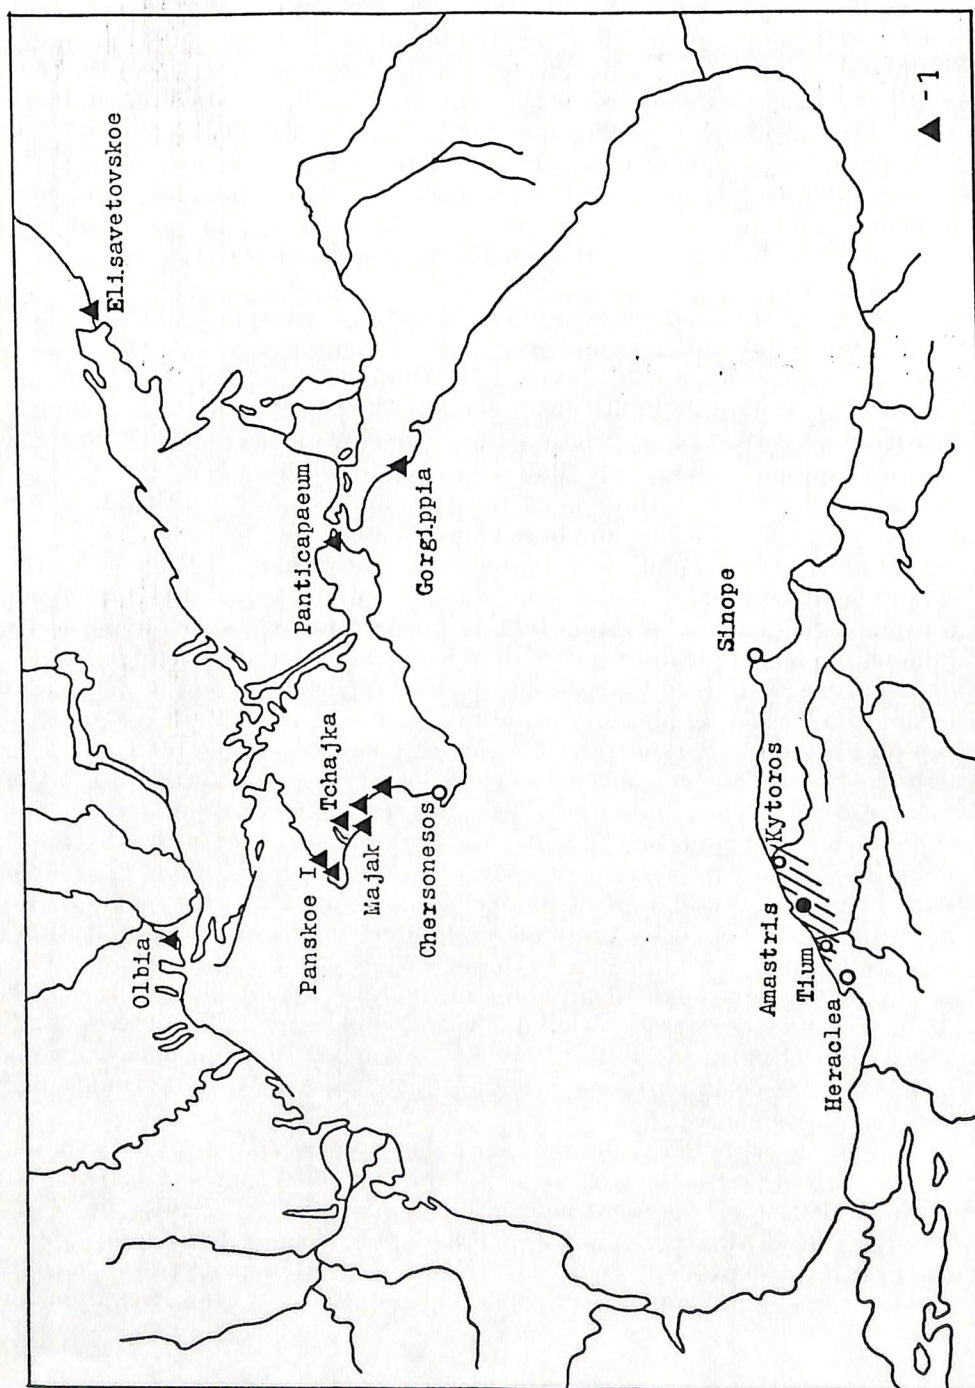 Elisavetovskoe
Olbia
Panticapaeum
Tchajka
Panskoe I
Majak
Gorgippia
Chersonesos
Sinope
Kytoros
Amastris
Tium
Heraclea
▲ -1